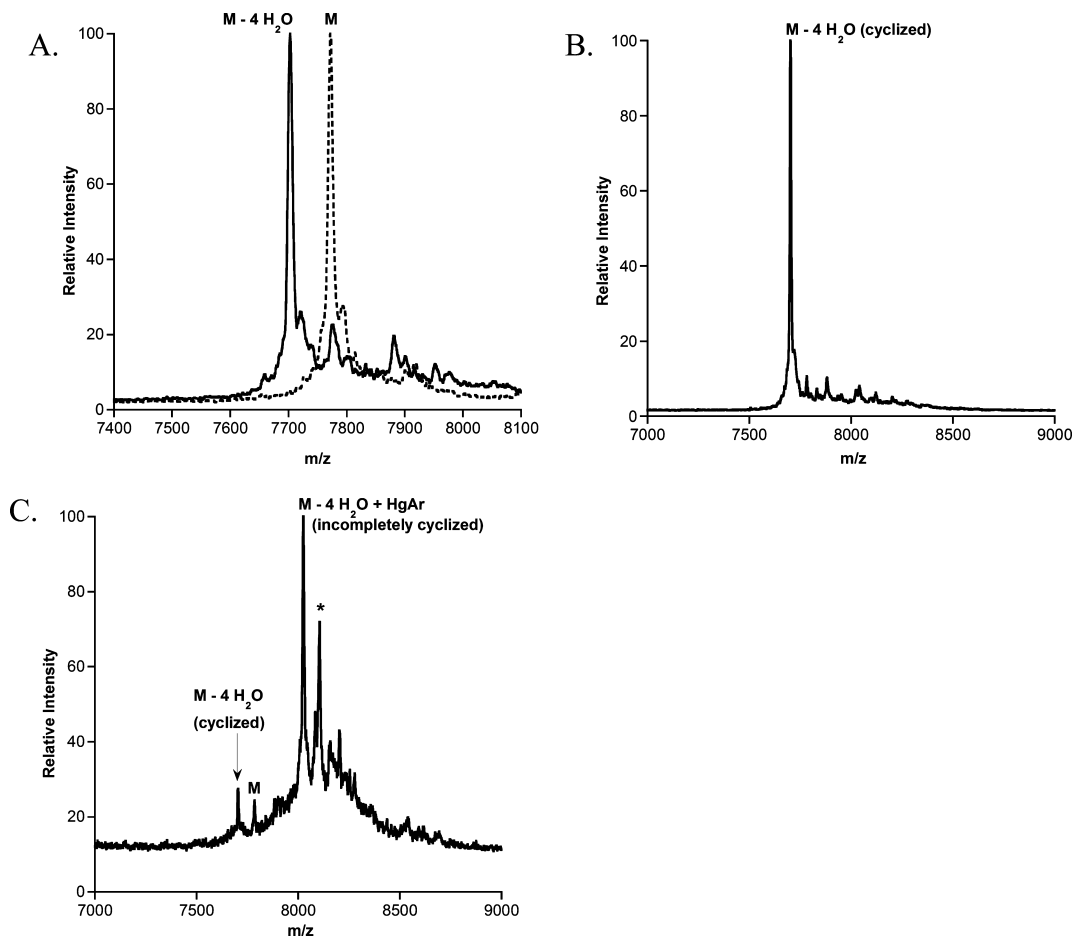 A.
M - 4 H₂O
M
100
80
60
40
20
0
Relative Intensity
7400 7500 7600 7700 7800 7900 8000 8100
m/z
B.
M - 4 H₂O (cyclized)
100
80
60
40
20
0
Relative Intensity
7000 7500 8000 8500 9000
m/z
C.
M - 4 H₂O + HgAr
(incompletely cyclized)
*
M - 4 H₂O
(cyclized)
M
100
80
60
40
20
0
Relative Intensity
7000 7500 8000 8500 9000
m/z